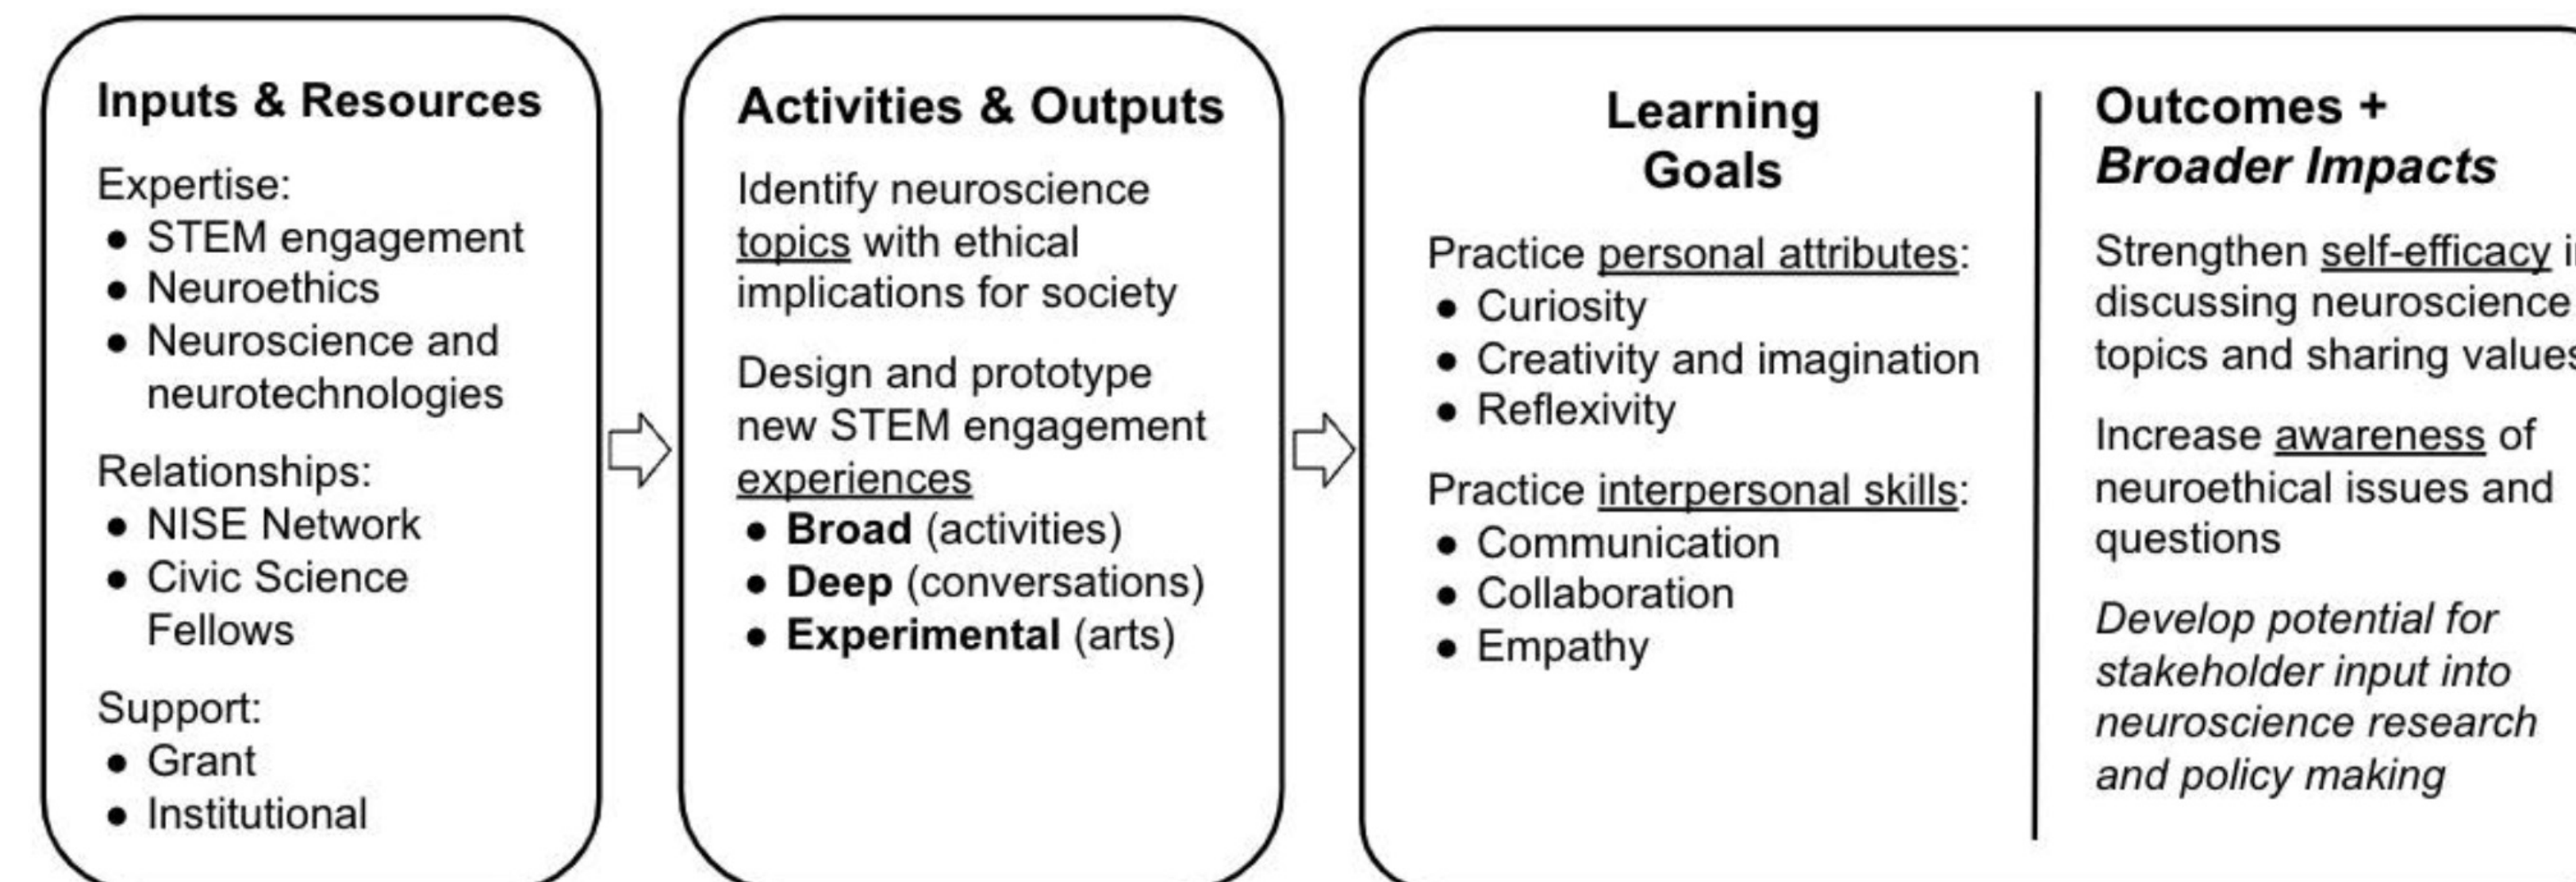 Inputs & Resources
Expertise:
● STEM engagement
● Neuroethics
● Neuroscience and
neurotechnologies
Relationships:
● NISE Network
● Civic Science
Fellows
Support:
● Grant
● Institutional
Activities & Outputs
Identify neuroscience
topics with ethical
implications for society
Design and prototype
new STEM engagement
experiences
● Broad (activities)
● Deep (conversations)
● Experimental (arts)
Learning
Goals
Practice personal attributes:
● Curiosity
● Creativity and imagination
● Reflexivity
Practice interpersonal skills:
● Communication
● Collaboration
● Empathy
Outcomes +
Broader Impacts
Strengthen self-efficacy
discussing neuroscience
topics and sharing values
Increase awareness of
neuroethical issues and
questions
Develop potential for
stakeholder input into
neuroscience research
and policy making